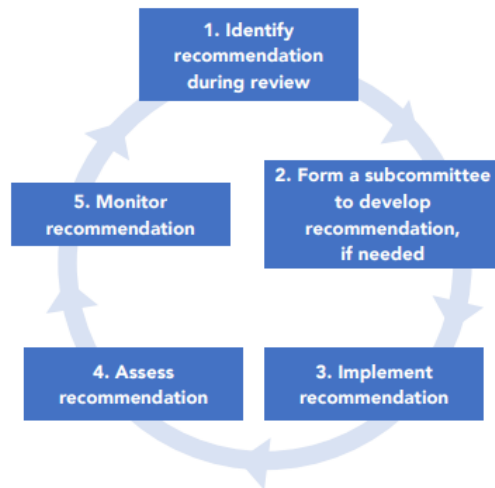 1. Identify
recommendation
during review
2. Form a subcommittee
to develop
recommendation,
if needed
3. Implement
recommendation
4. Assess
recommendation
5. Monitor
recommendation